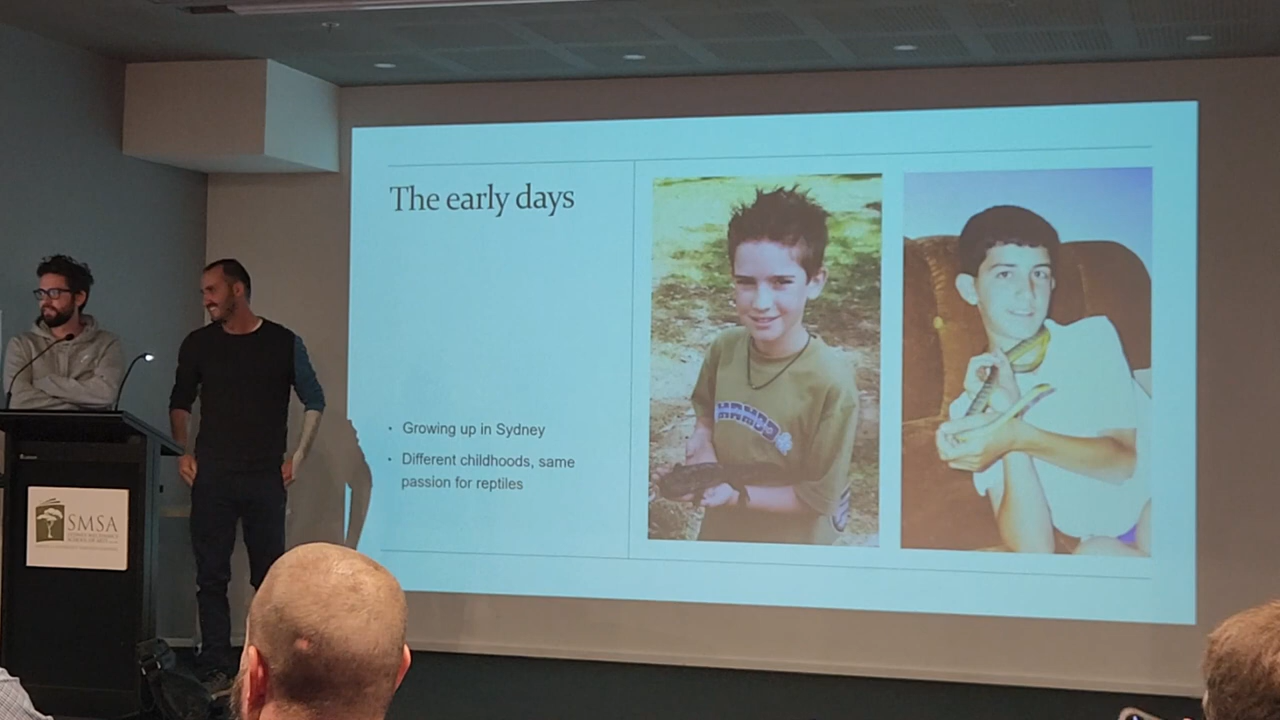 The early days
• Growing up in Sydney
• Different childhoods, same
passion for reptiles
SMSA